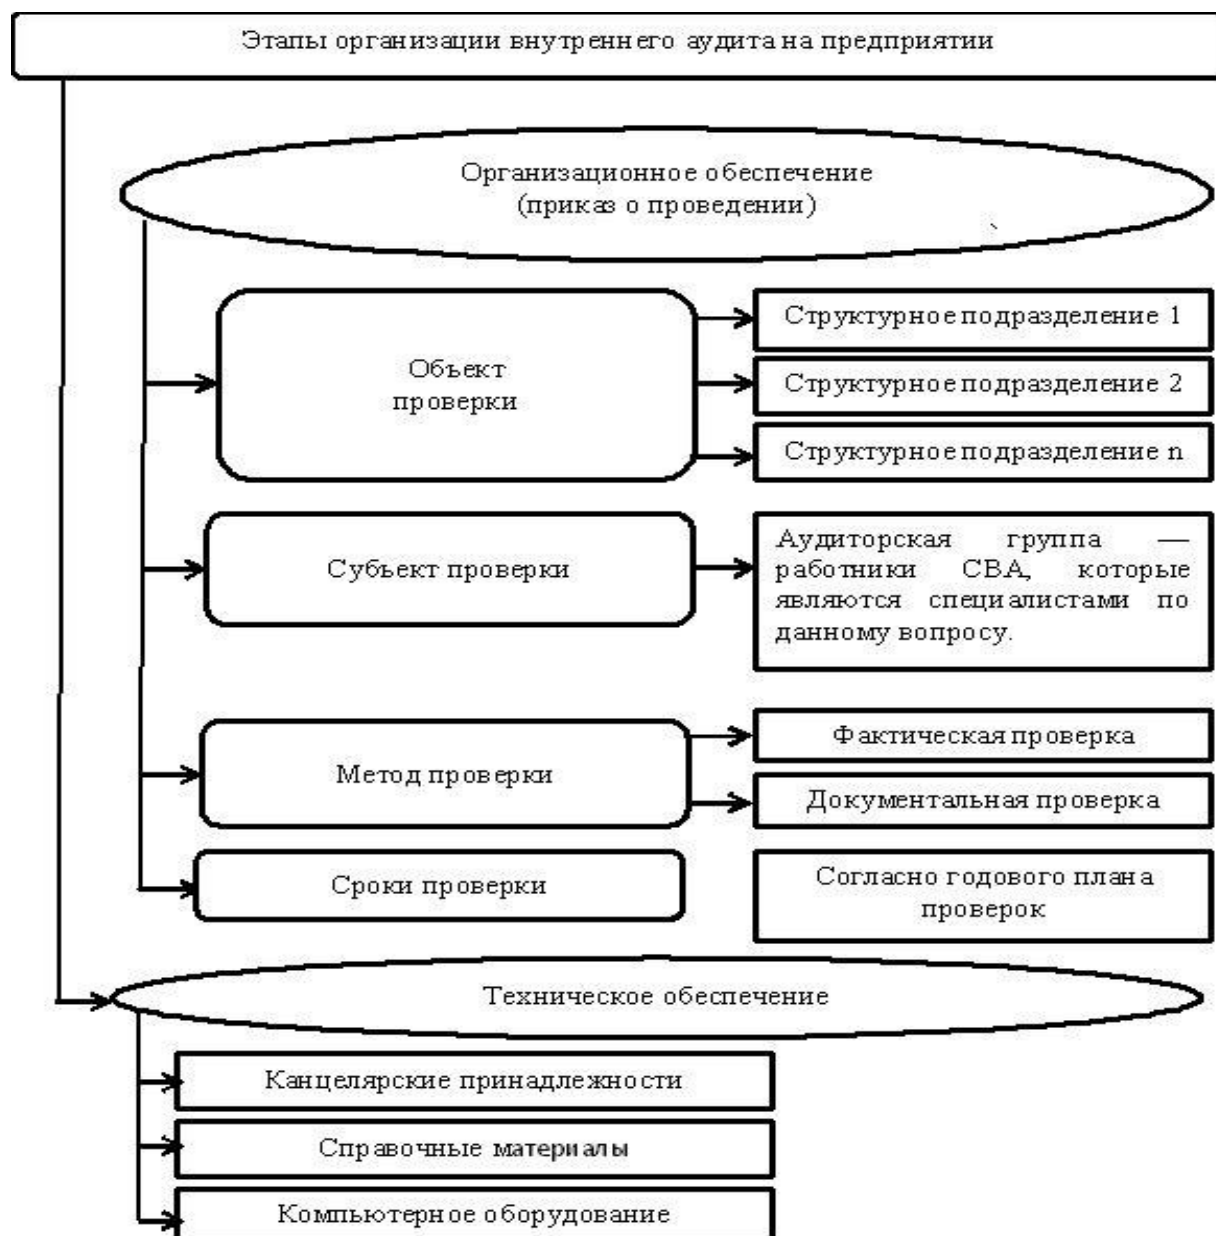 Этапы организации внутреннего аудита на предприятии
Организационное обеспечение
(приказ о проведении)
Объект
проверки
Структурное подразделение 1
Структурное подразделение 2
Структурное подразделение n
Субъект проверки
Аудиторская группа —
работники СВА, которые
являются специалистами по
данному вопросу.
Метод проверки
Фактическая проверка
Документальная проверка
Сроки проверки
Согласно годового плана
проверок
Техническое обеспечение
Канцелярские принадлежности
Справочные материалы
Компьютерное оборудование